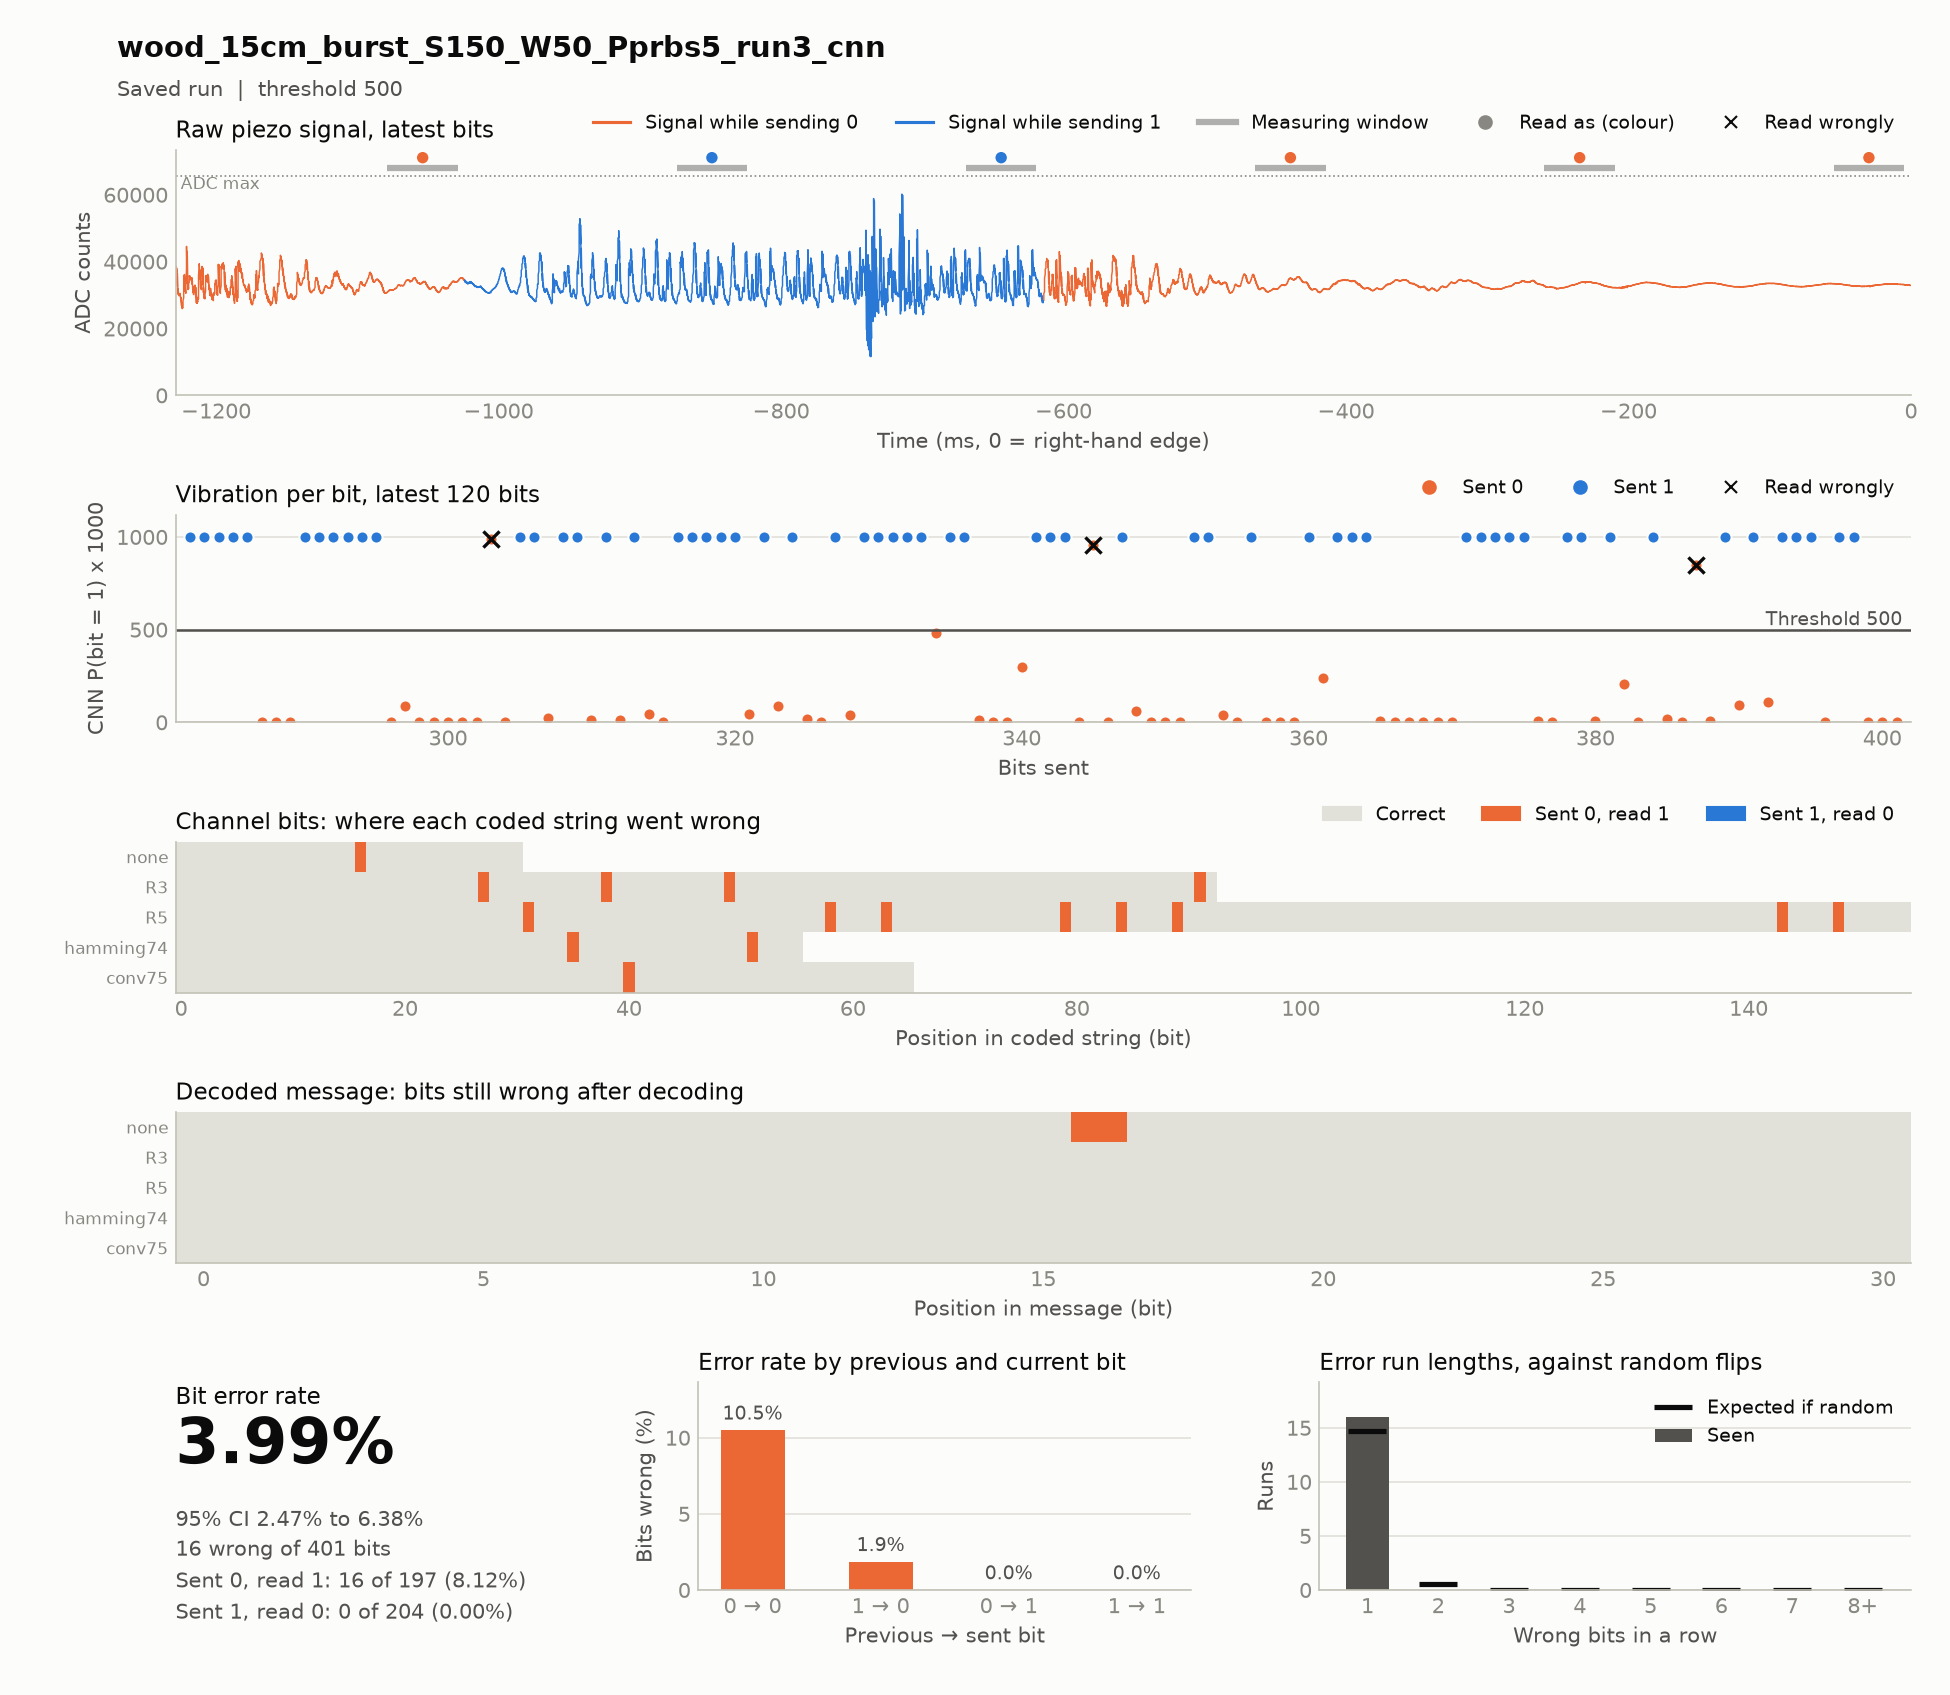 wood_15cm_burst_S150_W50_Pprbs5_run3_cnn
Saved run | threshold 500
Raw piezo signal, latest bits
Signal while sending 0
Signal while sending 1
Measuring window
Read as (colour)
Read wrongly
ADC max
60000
40000
20000
0
ADC counts
−1200
−1000
−800
−600
−400
−200
0
Time (ms, 0 = right-hand edge)
Vibration per bit, latest 120 bits
Sent 0
Sent 1
Read wrongly
1000
500
0
CNN P(bit = 1) x 1000
Threshold 500
300
320
340
360
380
400
Bits sent
Channel bits: where each coded string went wrong
Correct
Sent 0, read 1
Sent 1, read 0
none
R3
R5
hamming74
conv75
0
20
40
60
80
100
120
140
Position in coded string (bit)
Decoded message: bits still wrong after decoding
none
R3
R5
hamming74
conv75
0
5
10
15
20
25
30
Position in message (bit)
Bit error rate
3.99%
95% CI 2.47% to 6.38%
16 wrong of 401 bits
Sent 0, read 1: 16 of 197 (8.12%)
Sent 1, read 0: 0 of 204 (0.00%)
Error rate by previous and current bit
Bits wrong (%)
10
5
0
10.5%
1.9%
0.0%
0.0%
0 → 0
1 → 0
0 → 1
1 → 1
Previous → sent bit
Error run lengths, against random flips
Expected if random
Seen
Runs
15
10
5
0
1
2
3
4
5
6
7
8+
Wrong bits in a row